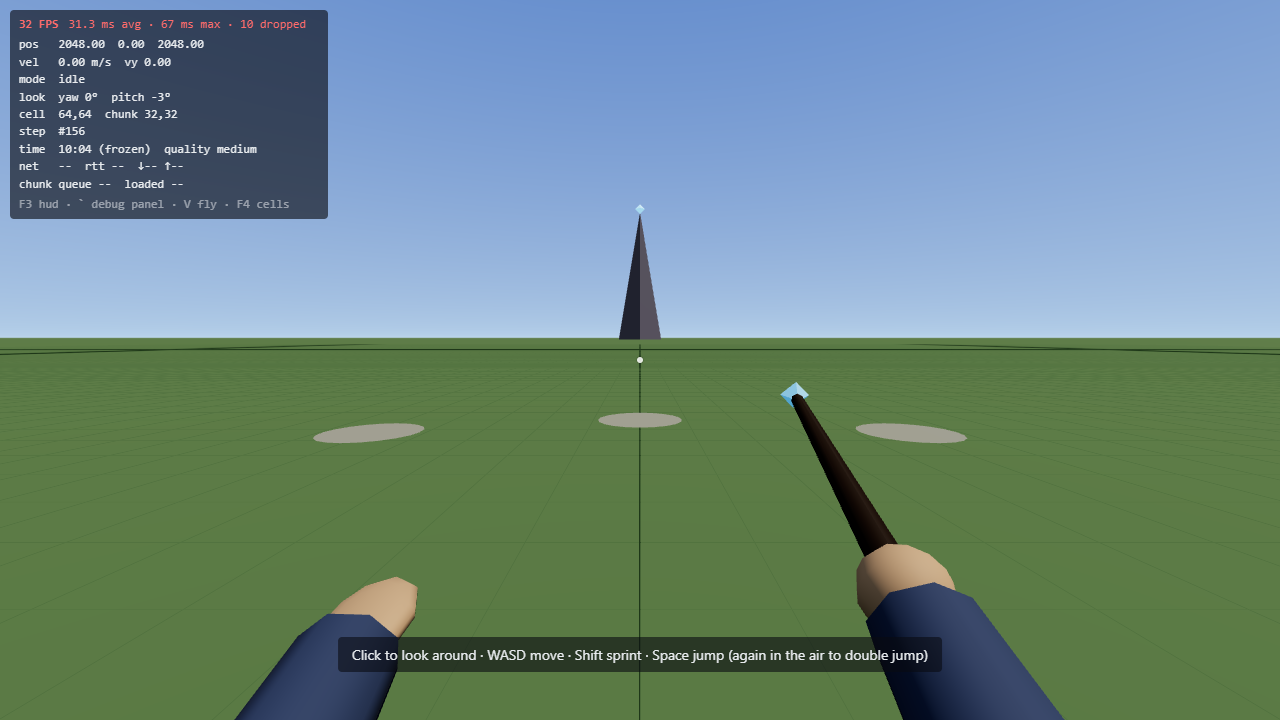 32 FPS 31.3 ms avg · 67 ms max · 10 dropped
pos 2048.00 0.00 2048.00
vel 0.00 m/s vy 0.00
mode idle
look yaw 0° pitch -3°
cell 64,64 chunk 32,32
step #156
time 10:04 (frozen) quality medium
net -- rtt -- ↓-- ↑--
chunk queue -- loaded --
F3 hud · ` debug panel · V fly · F4 cells
Click to look around · WASD move · Shift sprint · Space jump (again in the air to double jump)